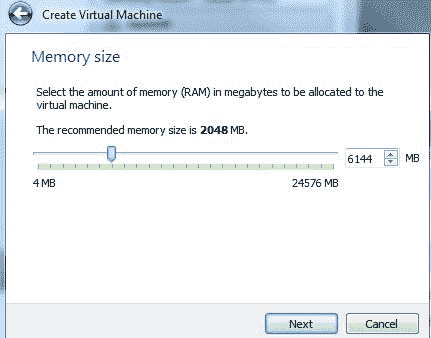 Create Virtual Machine
Memory size
Select the amount of memory (RAM) in megabytes to be allocated to the
virtual machine.
The recommended memory size is 2048 MB.
6144 MB
4 MB 24576 MB
Next Cancel